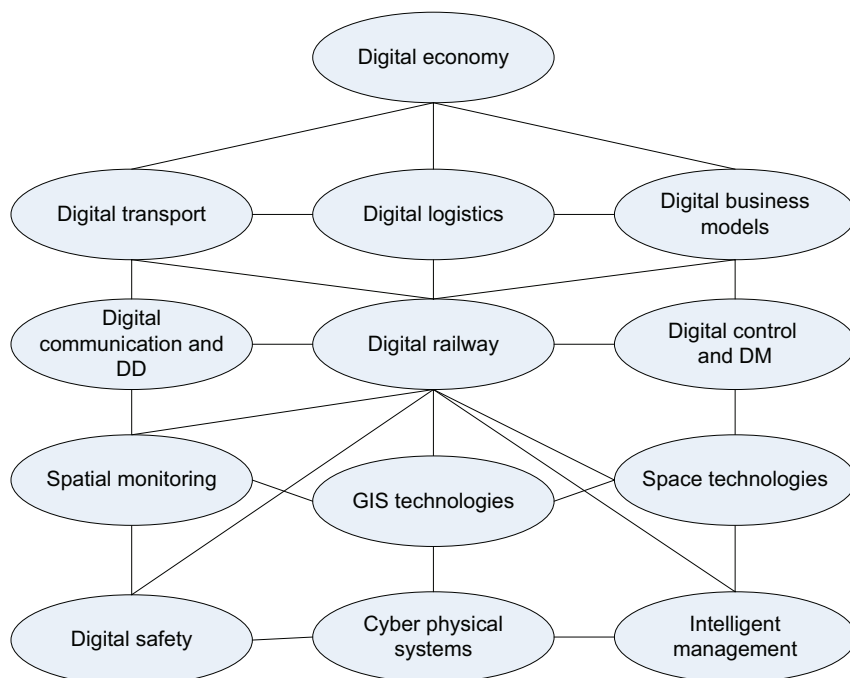 Digital economy
Digital transport
Digital logistics
Digital business
models
Digital
communication and
DD
Digital railway
Digital control
and DM
Spatial monitoring
GIS technologies
Space technologies
Digital safety
Cyber physical
systems
Intelligent
management